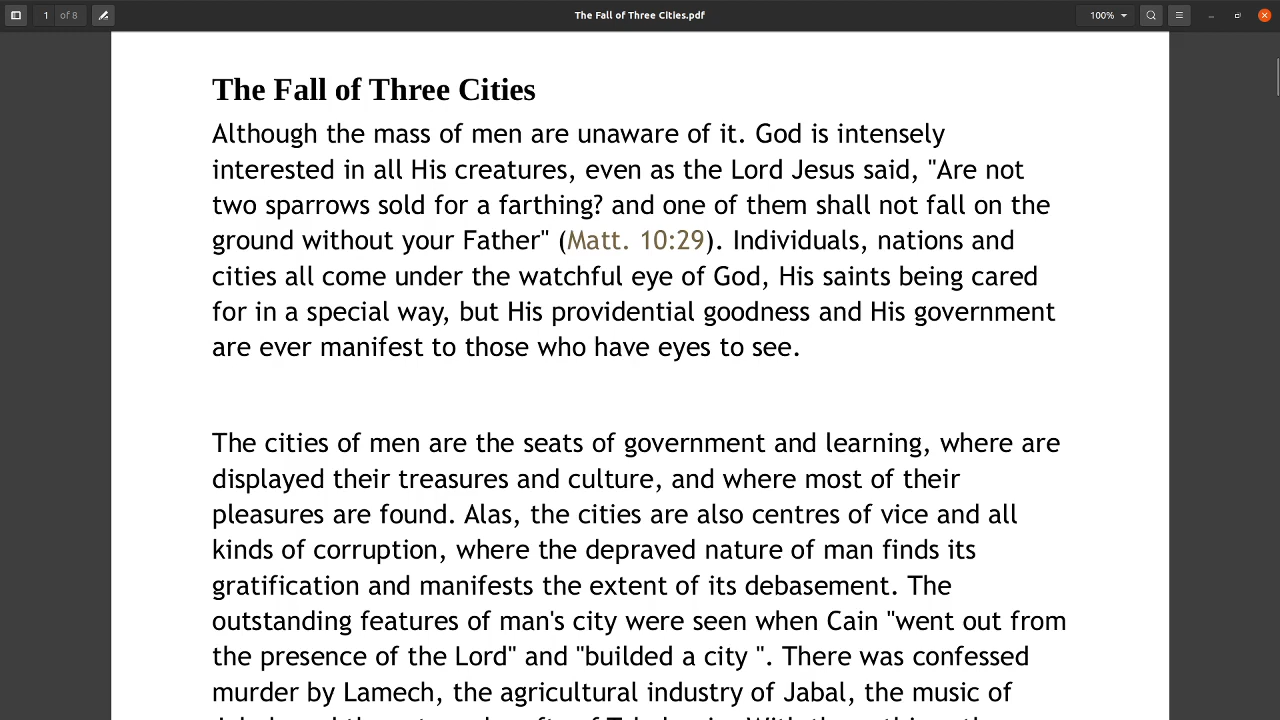 1 of 8
The Fall of Three Cities.pdf
100%
The Fall of Three Cities
Although the mass of men are unaware of it. God is intensely
interested in all His creatures, even as the Lord Jesus said, "Are not
two sparrows sold for a farthing? and one of them shall not fall on the
ground without your Father" (Matt. 10:29). Individuals, nations and
cities all come under the watchful eye of God, His saints being cared
for in a special way, but His providential goodness and His government
are ever manifest to those who have eyes to see.
The cities of men are the seats of government and learning, where are
displayed their treasures and culture, and where most of their
pleasures are found. Alas, the cities are also centres of vice and all
kinds of corruption, where the depraved nature of man finds its
gratification and manifests the extent of its debasement. The
outstanding features of man's city were seen when Cain "went out from
the presence of the Lord" and "builded a city ". There was confessed
murder by Lamech, the agricultural industry of Jabal, the music of